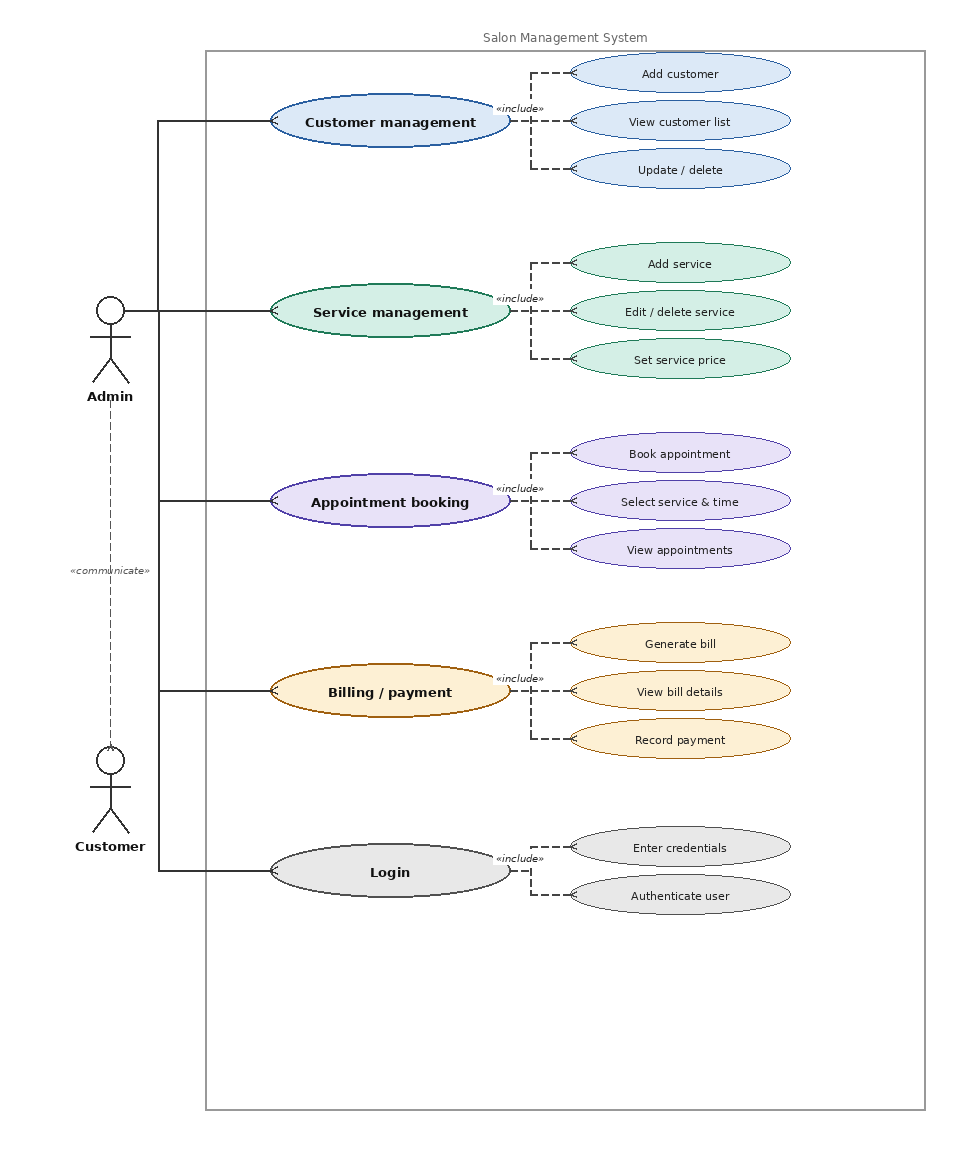 Salon Management System
Add customer
«include»
Customer management
View customer list
Update / delete
Add service
«include»
Service management
Edit / delete service
Set service price
Admin
Book appointment
«include»
Appointment booking
Select service & time
View appointments
«communicate»
Generate bill
«include»
Billing / payment
View bill details
Record payment
Customer
Enter credentials
«include»
Login
Authenticate user